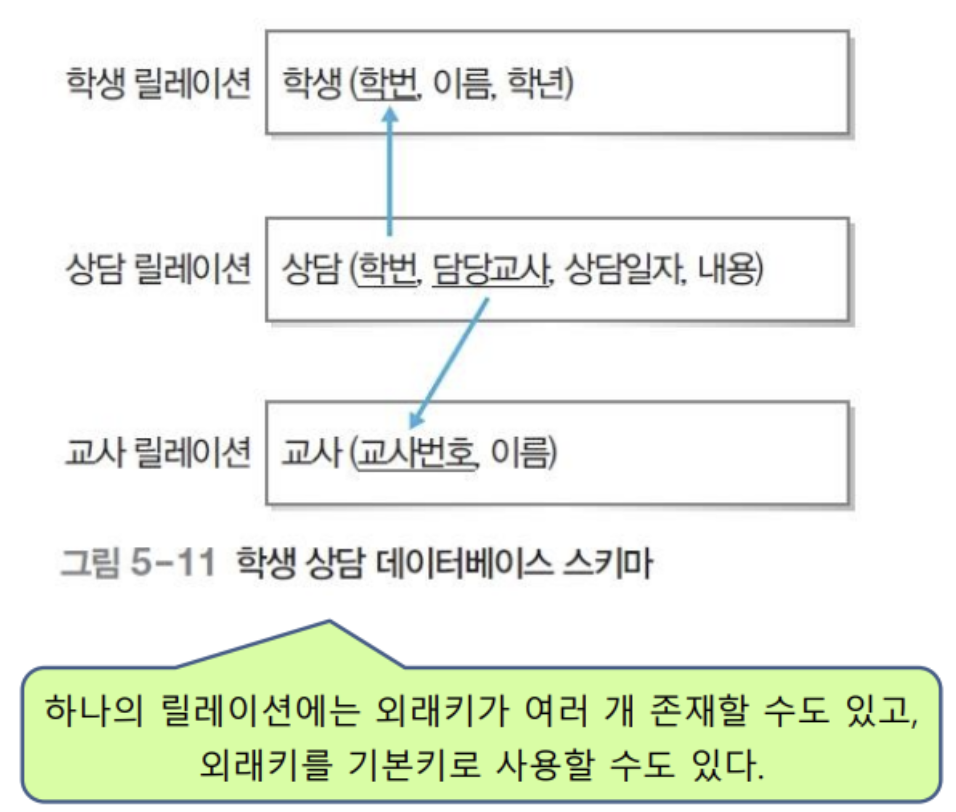 학생 릴레이션 학생 (학번, 이름, 학년)
상담 릴레이션 상담 (학번, 담당교사, 상담일자, 내용)
교사 릴레이션 교사 (교사번호, 이름)
그림 5-11 학생 상담 데이터베이스 스키마
하나의 릴레이션에는 외래키가 여러 개 존재할 수도 있고,
외래키를 기본키로 사용할 수도 있다.